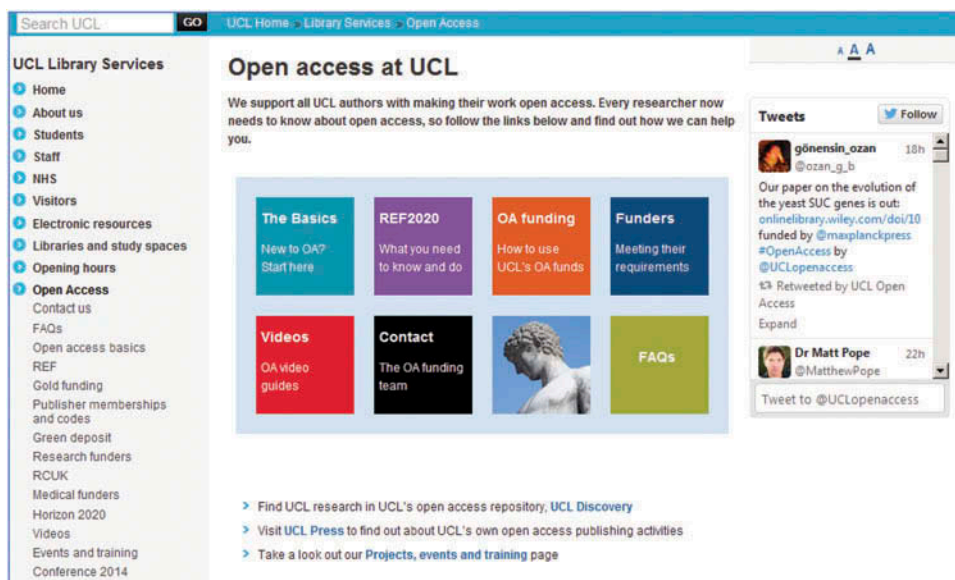 Search UCL
GO
UCL Home » Library Services » Open Access
UCL Library Services
Home
About us
Students
Staff
NHS
Visitors
Electronic resources
Libraries and study spaces
Opening hours
Open Access
Contact us
FAQs
Open access basics
REF
Gold funding
Publisher memberships
and codes
Green deposit
Research funders
RCUK
Medical funders
Horizon 2020
Videos
Events and training
Conference 2014
Open access at UCL
We support all UCL authors with making their work open access. Every researcher now
needs to know about open access, so follow the links below and find out how we can help
you.
The Basics
New to OA?
Start here
REF2020
What you need
to know and do
OA funding
How to use
UCL's OA funds
Funders
Meeting their
requirements
Videos
OA video
guides
Contact
The OA funding
team
FAQs
Find UCL research in UCL's open access repository, UCL Discovery
Visit UCL Press to find out about UCL's own open access publishing activities
Take a look out our Projects, events and training page
A A A
Tweets
Follow
gönensin_ozan 18h
@ozan_g_b
Our paper on the evolution of
the yeast SUC genes is out:
onlinelibrary.wiley.com/doi/10
funded by @maxplanckpress
#OpenAccess by
@UCLopenaccess
Retweeted by UCL Open
Access
Expand
Dr Matt Pope 22h
@MatthewPope
Tweet to @UCLopenaccess